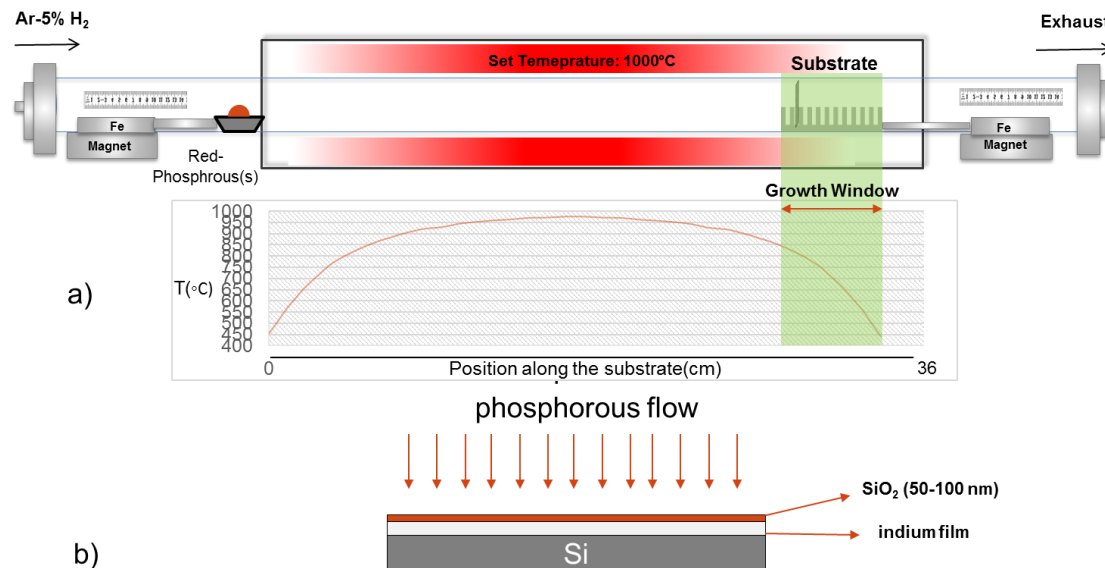 Ar-5% H₂
Exhaust
Set Temeprature: 1000ºC
Substrate
Fe
Magnet
Red-
Phosphrous(s)
Fe
Magnet
Growth Window
1000
950
900
850
800
750
700
650
600
550
500
450
400
T(◦C)
a)
0
Position along the substrate(cm)
36
phosphorous flow
SiO₂ (50-100 nm)
indium film
Si
b)